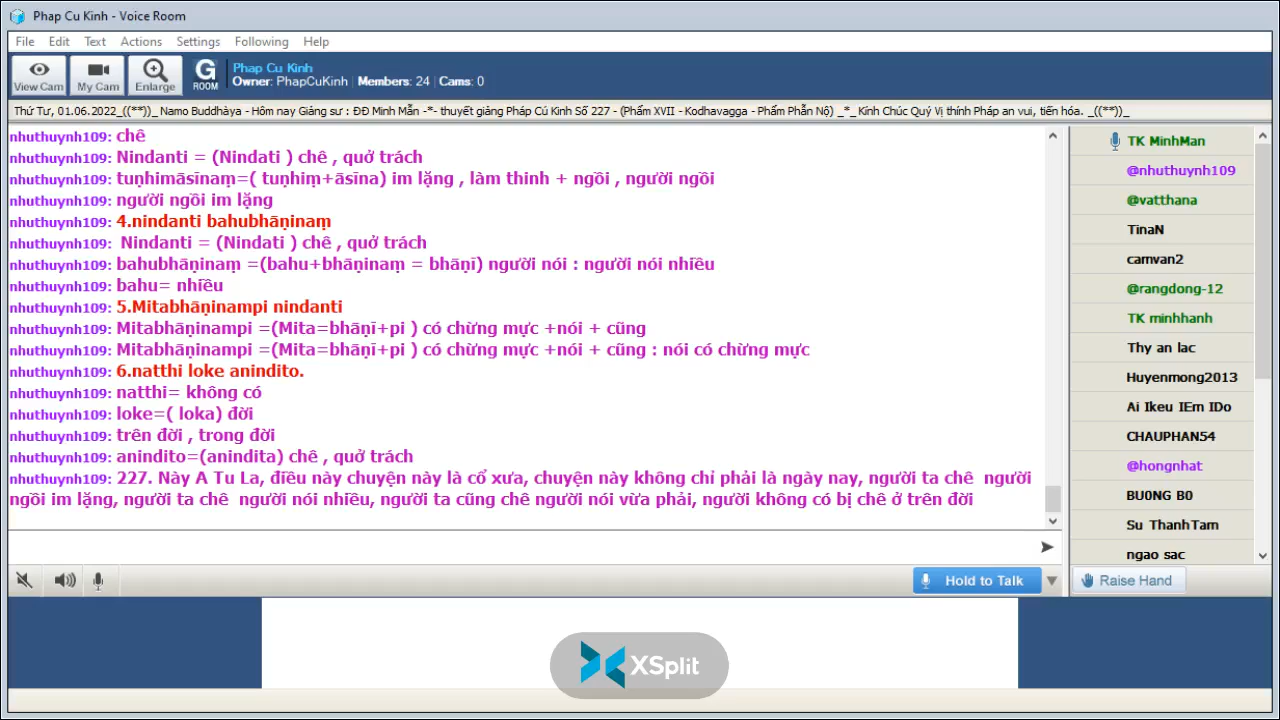 Phap Cu Kinh - Voice Room
File Edit Text Actions Settings Following Help
View Cam My Cam Enlarge G ROOM
Phap Cu Kinh
Owner: PhapCuKinh | Members: 24 | Cams: 0
Thứ Tư, 01.06.2022_((**))_ Namo Buddhàya - Hôm nay Giảng sư : ĐĐ Minh Mẫn -*- thuyết giảng Pháp Cú Kinh Số 227 - (Phẩm XVII - Kodhavagga - Phẩm Phẫn Nộ) _*_ Kính Chúc Quý Vị thính Pháp an vui, tiến hóa. _((**))_
nhuthuynh109: chê
nhuthuynh109: Nindanti = (Nindati ) chê , quở trách
nhuthuynh109: tuṇhimāsīnaṃ=( tuṇhiṃ+āsīna) im lặng , làm thinh + ngồi , người ngồi
nhuthuynh109: người ngồi im lặng
nhuthuynh109: 4.nindanti bahubhāṇinaṃ
nhuthuynh109: Nindanti = (Nindati ) chê , quở trách
nhuthuynh109: bahubhāṇinaṃ =(bahu+bhāṇinaṃ = bhāṇī) người nói : người nói nhiều
nhuthuynh109: bahu= nhiều
nhuthuynh109: 5.Mitabhāṇinampi nindanti
nhuthuynh109: Mitabhāṇinampi =(Mita=bhāṇī+pi ) có chừng mực +nói + cũng
nhuthuynh109: Mitabhāṇinampi =(Mita=bhāṇī+pi ) có chừng mực +nói + cũng : nói có chừng mực
nhuthuynh109: 6.natthi loke anindito.
nhuthuynh109: natthi= không có
nhuthuynh109: loke=( loka) đời
nhuthuynh109: trên đời , trong đời
nhuthuynh109: anindito=(anindita) chê , quở trách
nhuthuynh109: 227. Này A Tu La, điều này chuyện này là cổ xưa, chuyện này không chỉ phải là ngày nay, người ta chê người
ngồi im lặng, người ta chê người nói nhiều, người ta cũng chê người nói vừa phải, người không có bị chê ở trên đời
TK MinhMan
@nhuthuynh109
@vatthana
TinaN
camvan2
@rangdong-12
TK minhhanh
Thy an lac
Huyenmong2013
Ai Ikeu IEm IDo
CHAUPHAN54
@hongnhat
BU0NG B0
Su ThanhTam
ngao sac
Hold to Talk
Raise Hand
XSplit